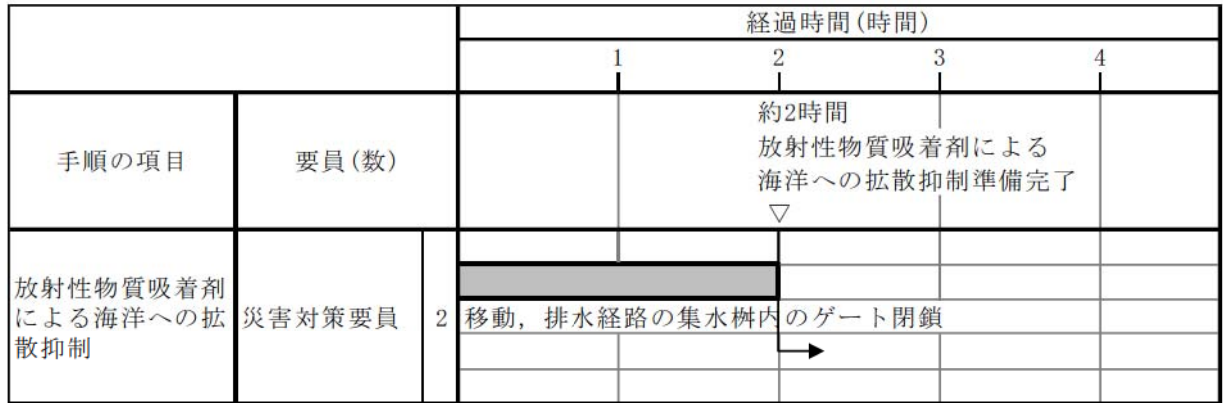 経過時間(時間)
1 2 3 4
手順の項目
要員(数)
約2時間
放射性物質吸着剤による
海洋への拡散抑制準備完了
▽
放射性物質吸着剤
による海洋への拡
散抑制
災害対策要員
2
移動，排水経路の集水桝内のゲート閉鎖